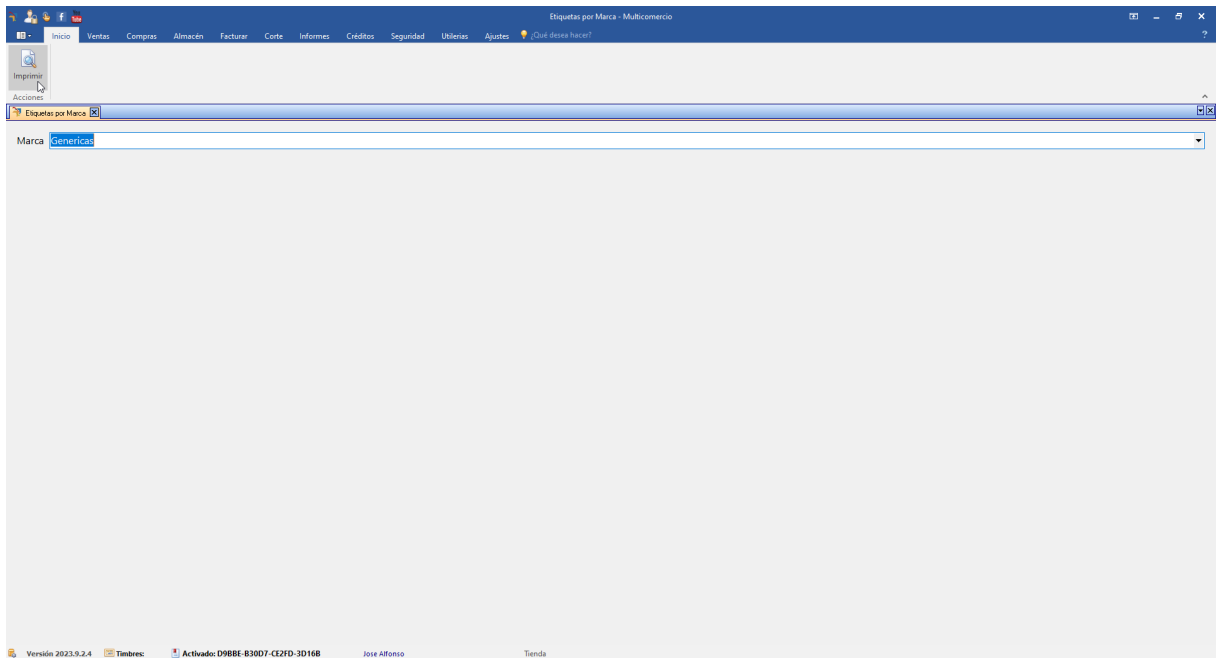 Etiquetas por Marca - Multicomercio
Inicio Ventas Compras Almacén Facturar Corte Informes Créditos Seguridad Utilerias Ajustes ¿Qué desea hacer? ?
Imprimir
Acciones
Etiquetas por Marca
Marca Genericas
Versión 2023.9.2.4 Timbres: Activado: D9BBE-B30D7-CE2FD-3D16B Jose Alfonso Tienda